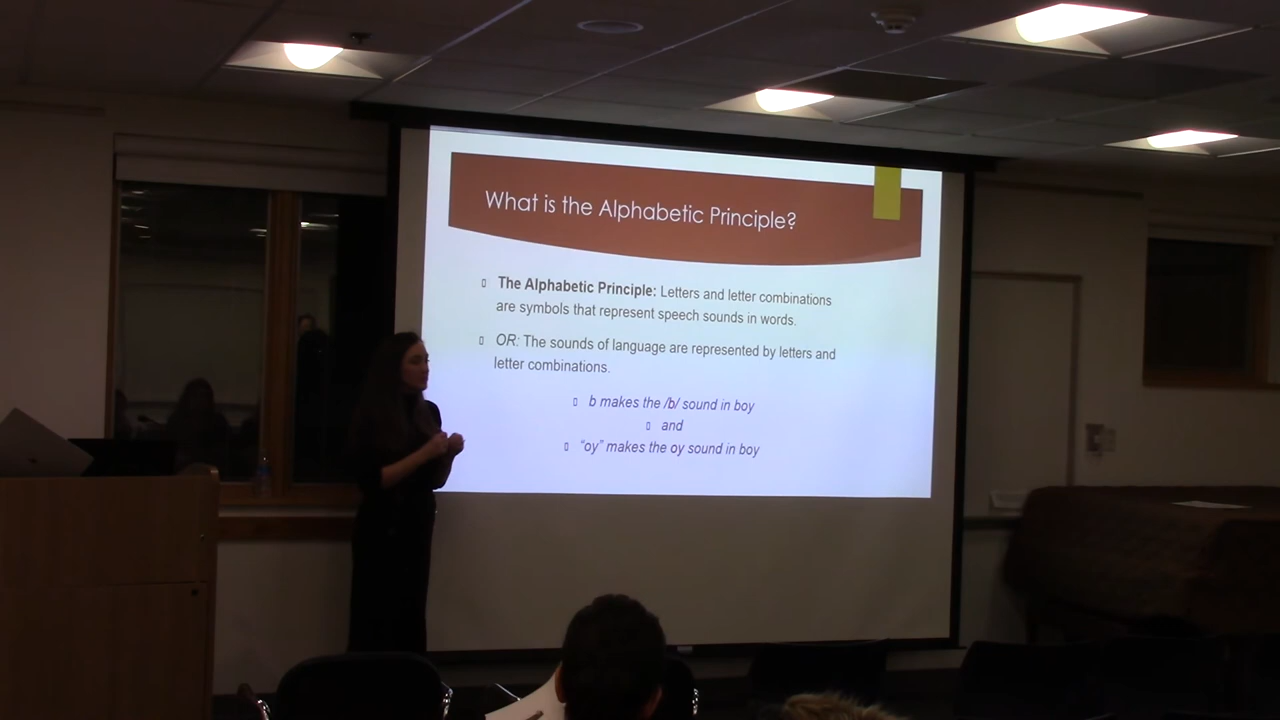 What is the Alphabetic Principle?
The Alphabetic Principle: Letters and letter combinations
are symbols that represent speech sounds in words.
OR: The sounds of language are represented by letters and
letter combinations.
b makes the /b/ sound in boy
and
“oy” makes the oy sound in boy